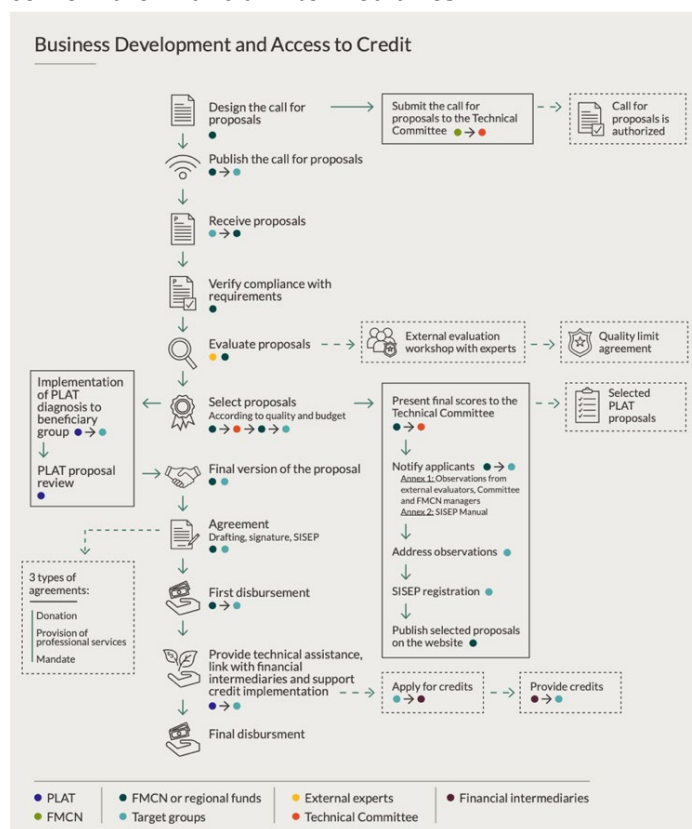 Business Development and Access to Credit
Design the call for
proposals
Submit the call for
proposals to the Technical
Committee
Call for
proposals is
authorized
Publish the call for proposals
Receive proposals
Verify compliance with
requirements
Evaluate proposals
External evaluation
workshop with experts
Quality limit
agreement
Implementation
of PLAT
diagnosis to
beneficiary
group
PLAT proposal
review
Select proposals
According to quality and budget
Present final scores to the
Technical Committee
Notify applicants
Annex 1: Observations from
external evaluators, Committee
and FMCN managers
Annex 2: SISEP Manual
Address observations
SISEP registration
Publish selected proposals
on the website
Selected
PLAT
proposals
Final version of the proposal
Agreement
Drafting, signature, SISEP
3 types of
agreements:
Donation
Provision of
professional services
Mandate
First disbursement
Provide technical assistance,
link with financial
intermediaries and support
credit implementation
Apply for credits
Provide credits
Final disbursment
PLAT
FMCN
FMCN or regional funds
Target groups
External experts
Technical Committee
Financial intermediaries